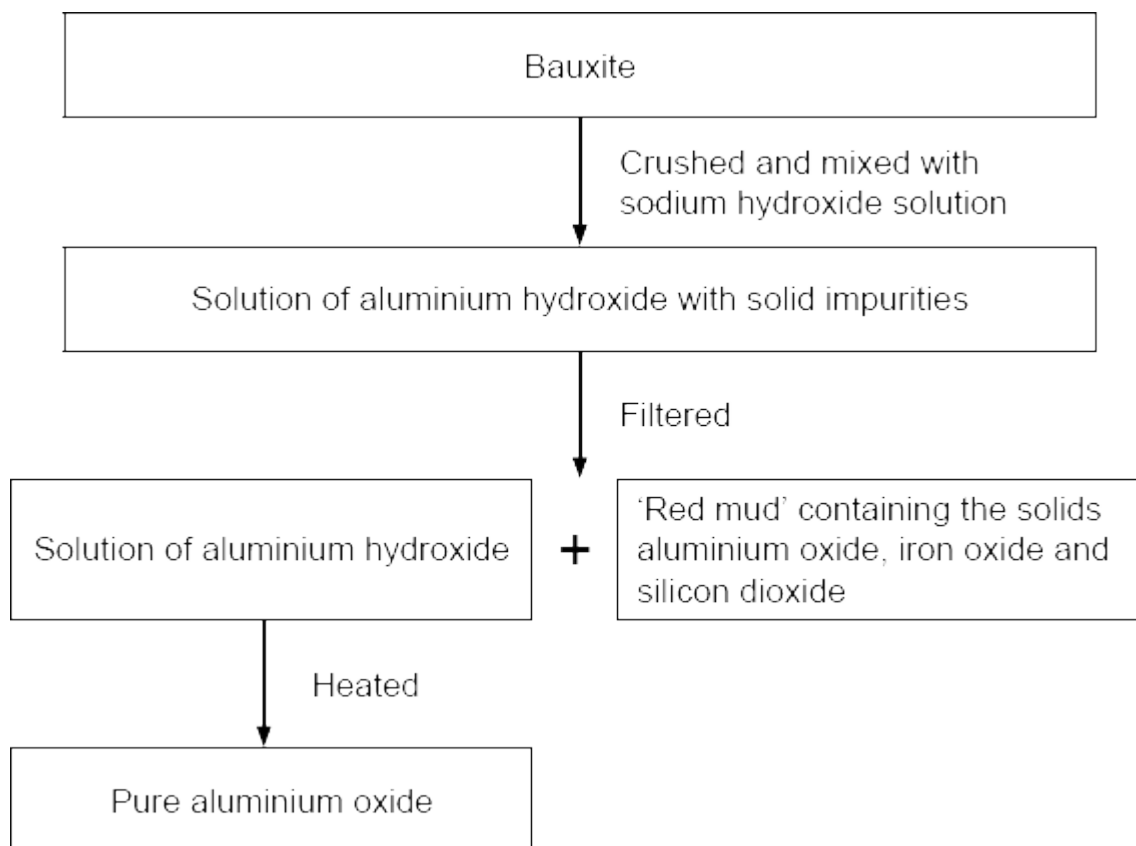 Bauxite
Crushed and mixed with
sodium hydroxide solution
Solution of aluminium hydroxide with solid impurities
Filtered
Solution of aluminium hydroxide
+
‘Red mud’ containing the solids
aluminium oxide, iron oxide and
silicon dioxide
Heated
Pure aluminium oxide